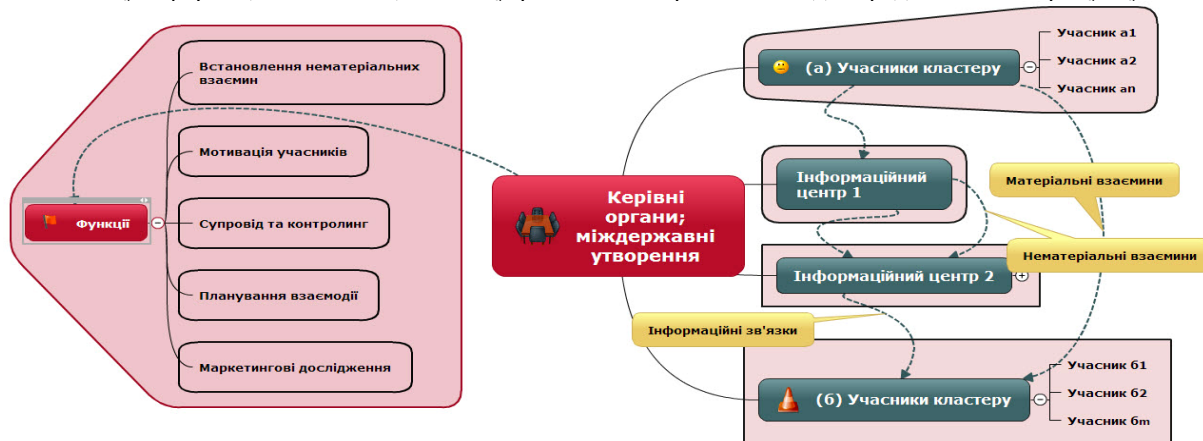 Встановлення нематеріальних
взаємин
Мотивація учасників
Функції
Супровід та контролинг
Планування взаємодії
Маркетингові дослідження
Керівні
органи;
міждержавні
утворення
(а) Учасники кластеру
Учасник а1
Учасник а2
Учасник an
Інформаційний
центр 1
Матеріальні взаємини
Нематеріальні взаємини
Інформаційний центр 2
Інформаційні зв'язки
(б) Учасники кластеру
Учасник б1
Учасник б2
Учасник бm